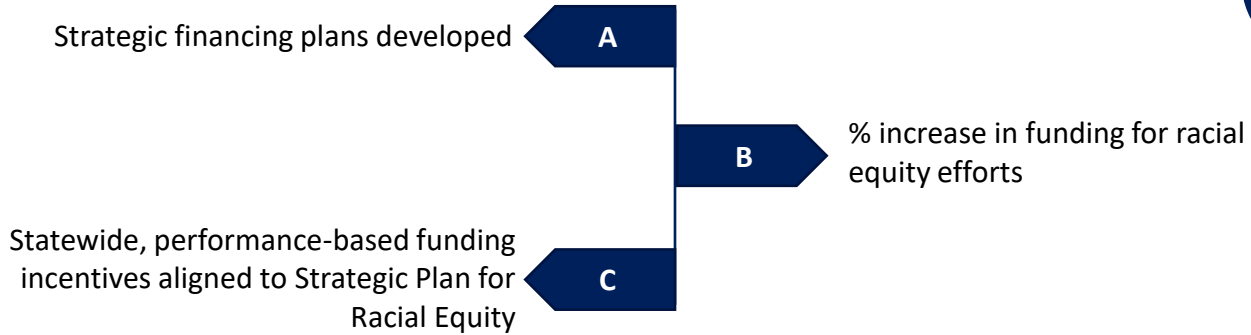 Strategic financing plans developed
A
B
% increase in funding for racial
equity efforts
Statewide, performance-based funding
incentives aligned to Strategic Plan for
Racial Equity
C